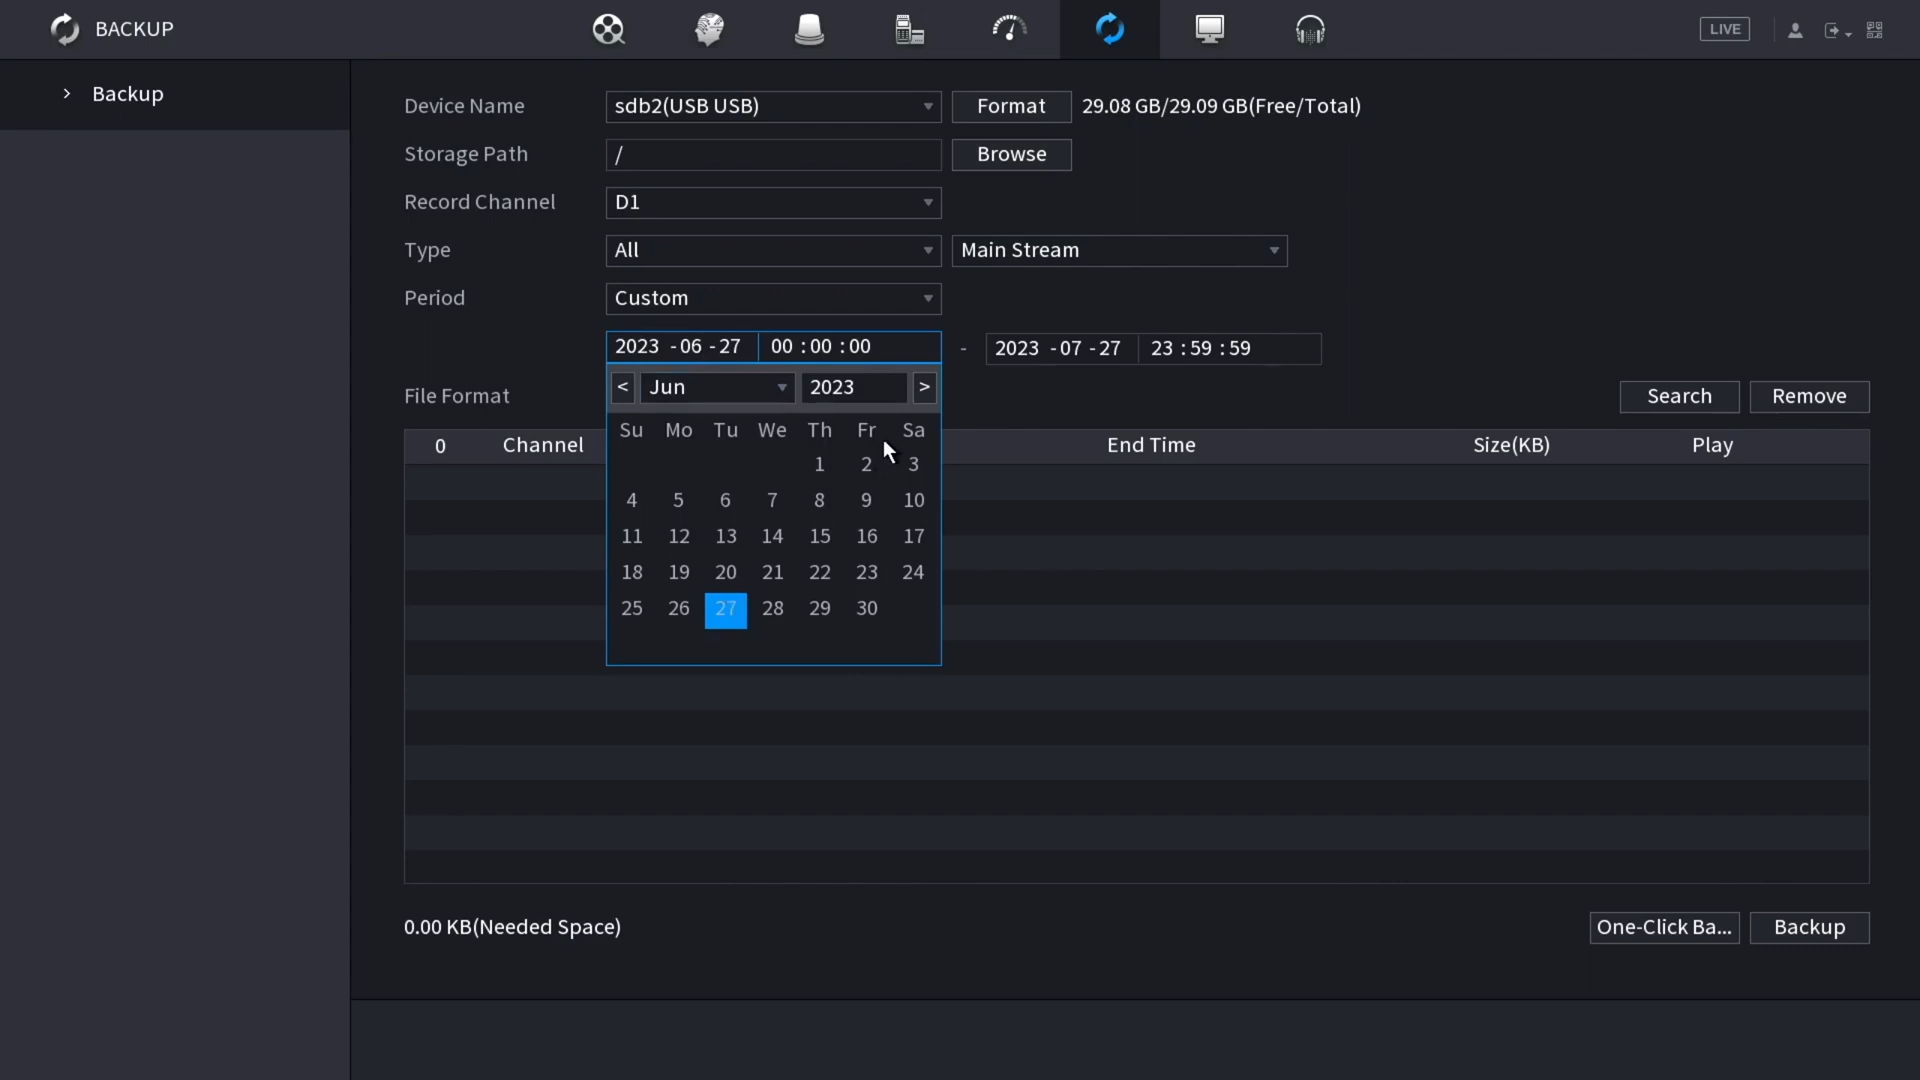 BACKUP
LIVE
> Backup
Device Name sdb2(USB USB) Format 29.08 GB/29.09 GB(Free/Total)
Storage Path / Browse
Record Channel D1
Type All Main Stream
Period Custom
2023 -06 -27 00 :00 :00 - 2023 -07 -27 23 :59 :59
< Jun 2023 >
File Format Search Remove
Su Mo Tu We Th Fr Sa
0 Channel End Time Size(KB) Play
1 2 3
4 5 6 7 8 9 10
11 12 13 14 15 16 17
18 19 20 21 22 23 24
25 26 27 28 29 30
0.00 KB(Needed Space) One-Click Ba... Backup